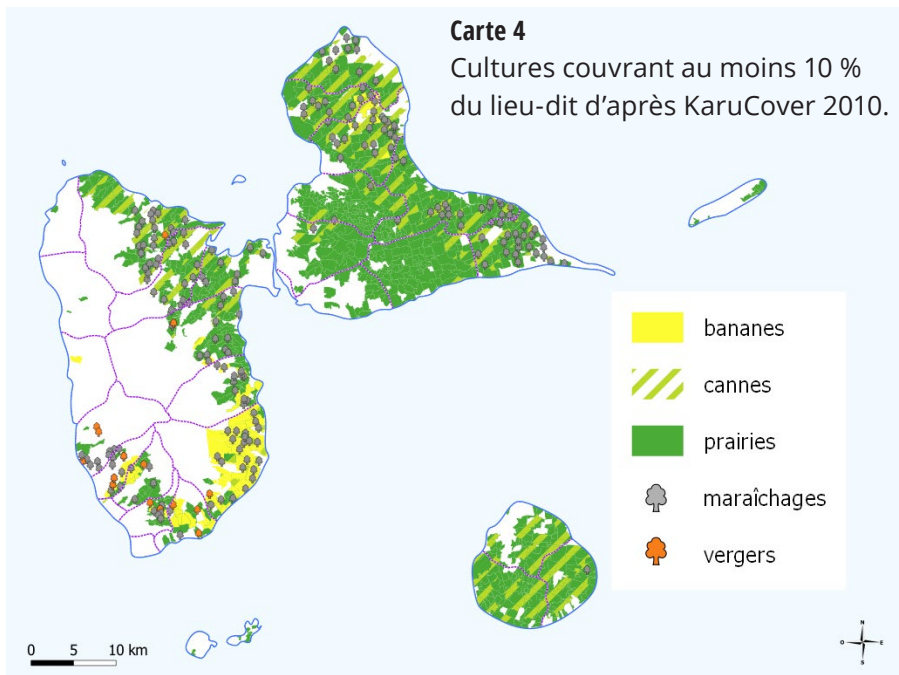 Carte 4
Cultures couvrant au moins 10 %
du lieu-dit d’après KaruCover 2010.
bananes
cannes
prairies
maraîchages
vergers
0 5 10 km
N
O E
S